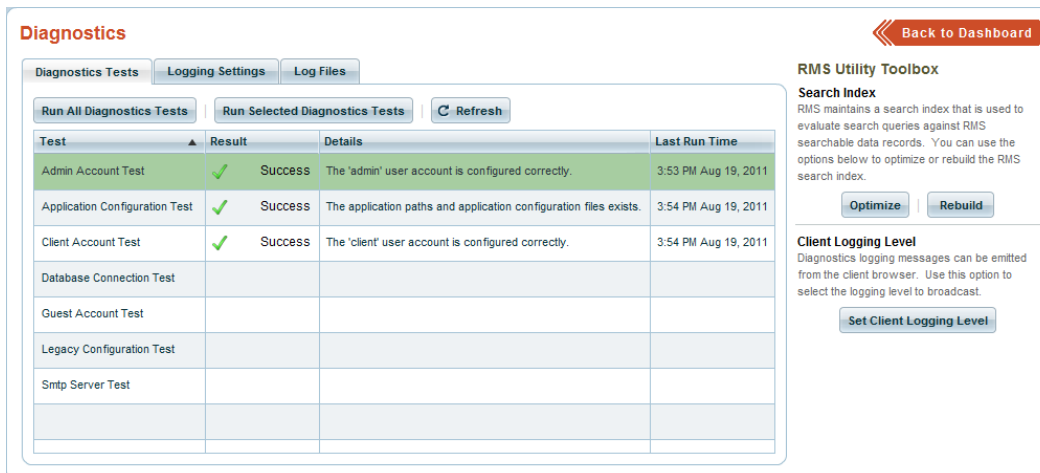 Diagnostics
Back to Dashboard
Diagnostics Tests
Logging Settings
Log Files
Run All Diagnostics Tests
Run Selected Diagnostics Tests
Refresh
Test Result Details Last Run Time
Admin Account Test Success The 'admin' user account is configured correctly. 3:53 PM Aug 19, 2011
Application Configuration Test Success The application paths and application configuration files exists. 3:54 PM Aug 19, 2011
Client Account Test Success The 'client' user account is configured correctly. 3:54 PM Aug 19, 2011
Database Connection Test
Guest Account Test
Legacy Configuration Test
Smtp Server Test
RMS Utility Toolbox
Search Index
RMS maintains a search index that is used to
evaluate search queries against RMS
searchable data records. You can use the
options below to optimize or rebuild the RMS
search index.
Optimize
Rebuild
Client Logging Level
Diagnostics logging messages can be emitted
from the client browser. Use this option to
select the logging level to broadcast.
Set Client Logging Level